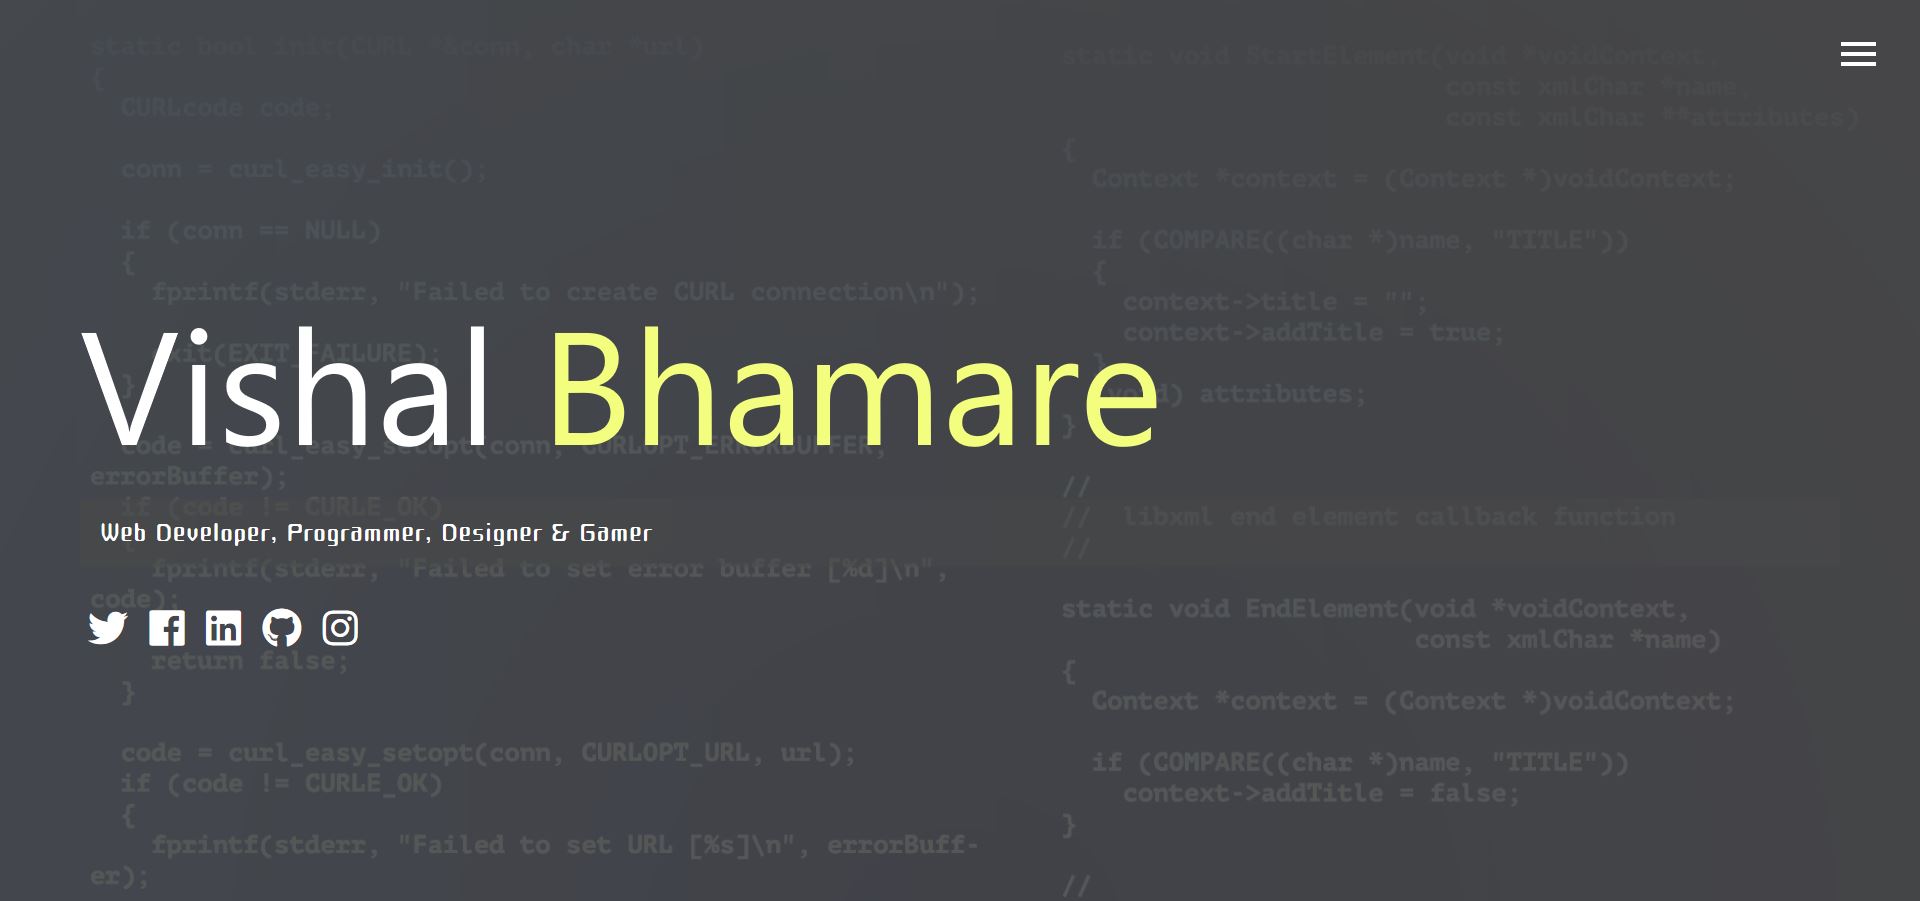 static bool init(CURL *&conn, char *url)
{
CURLcode code;
conn = curl_easy_init();
if (conn == NULL)
{
fprintf(stderr, "Failed to create CURL connection\n");
exit(EXIT_FAILURE);
}
Vishal Bhamare
code = curl_easy_setopt(conn, CURLOPT_ERRORBUFFER,
errorBuffer);
if (code != CURLE_OK)
{
Web Developer, Programmer, Designer & Gamer
fprintf(stderr, "Failed to set error buffer [%d]\n",
code);
return false;
}
code = curl_easy_setopt(conn, CURLOPT_URL, url);
if (code != CURLE_OK)
{
fprintf(stderr, "Failed to set URL [%s]\n", errorBuff-
er);
static void StartElement(void *voidContext,
const xmlChar *name,
const xmlChar **attributes)
{
Context *context = (Context *)voidContext;
if (COMPARE((char *)name, "TITLE"))
{
context->title = "";
context->addTitle = true;
}
(void) attributes;
}
//
// libxml end element callback function
//
static void EndElement(void *voidContext,
const xmlChar *name)
{
Context *context = (Context *)voidContext;
if (COMPARE((char *)name, "TITLE"))
context->addTitle = false;
}
//